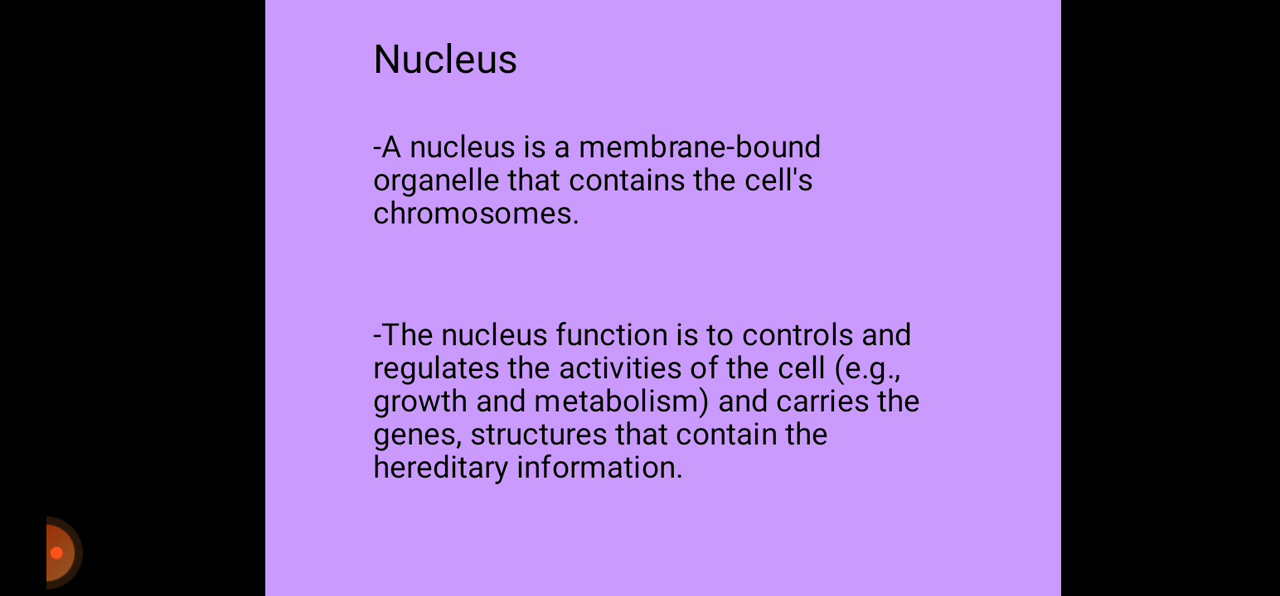 Nucleus
-A nucleus is a membrane-bound
organelle that contains the cell's
chromosomes.
-The nucleus function is to controls and
regulates the activities of the cell (e.g.,
growth and metabolism) and carries the
genes, structures that contain the
hereditary information.